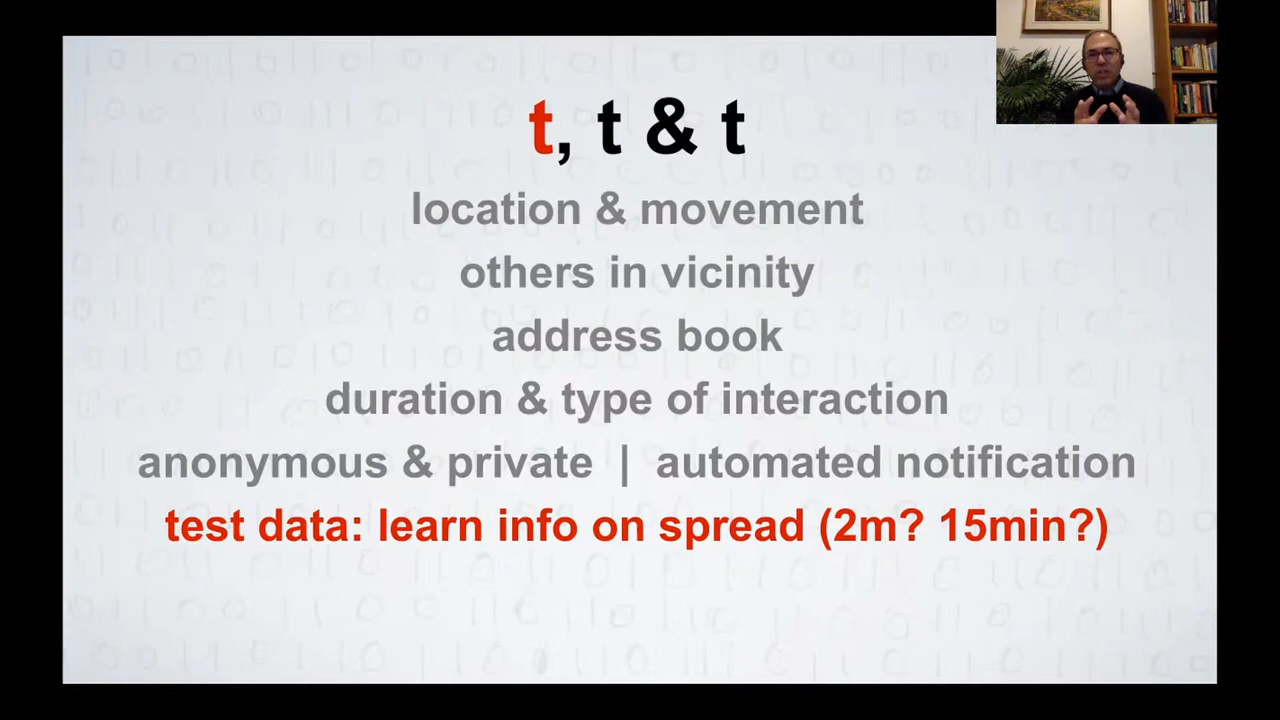 t, t & t
location & movement
others in vicinity
address book
duration & type of interaction
anonymous & private | automated notification
test data: learn info on spread (2m? 15min?)